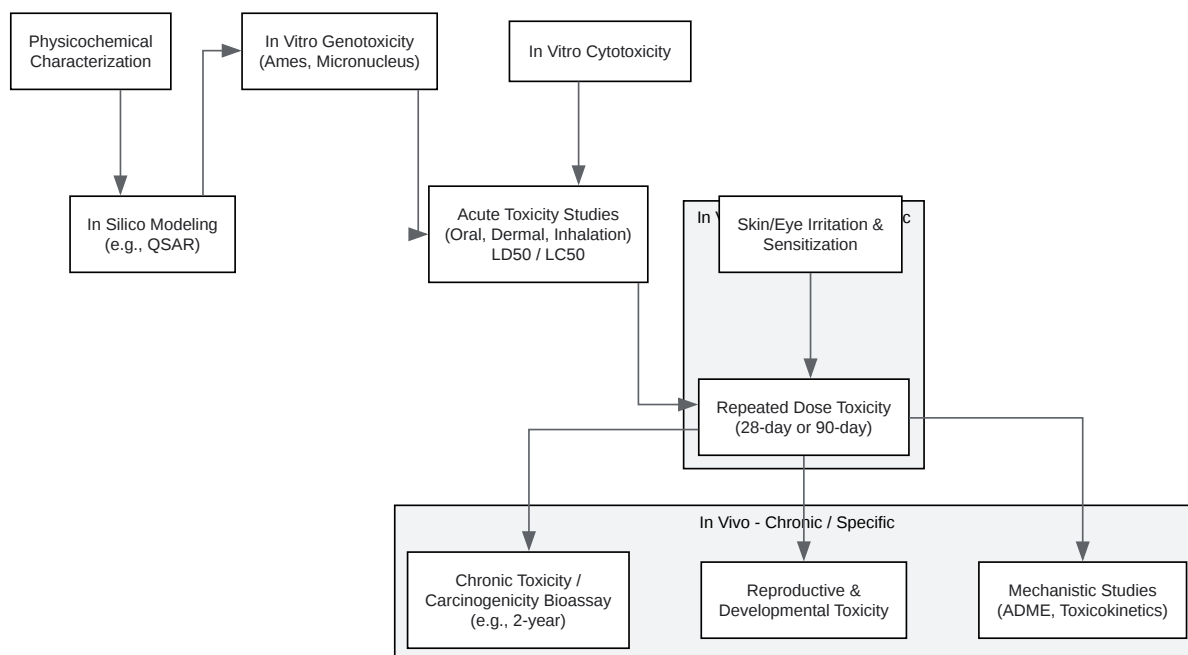 Physicochemical
Characterization
In Vitro Genotoxicity
(Ames, Micronucleus)
In Vitro Cytotoxicity
In Silico Modeling
(e.g., QSAR)
Acute Toxicity Studies
(Oral, Dermal, Inhalation)
LD50 / LC50
In
Skin/Eye Irritation &
Sensitization
Repeated Dose Toxicity
(28-day or 90-day)
In Vivo - Chronic / Specific
Chronic Toxicity /
Carcinogenicity Bioassay
(e.g., 2-year)
Reproductive &
Developmental Toxicity
Mechanistic Studies
(ADME, Toxicokinetics)